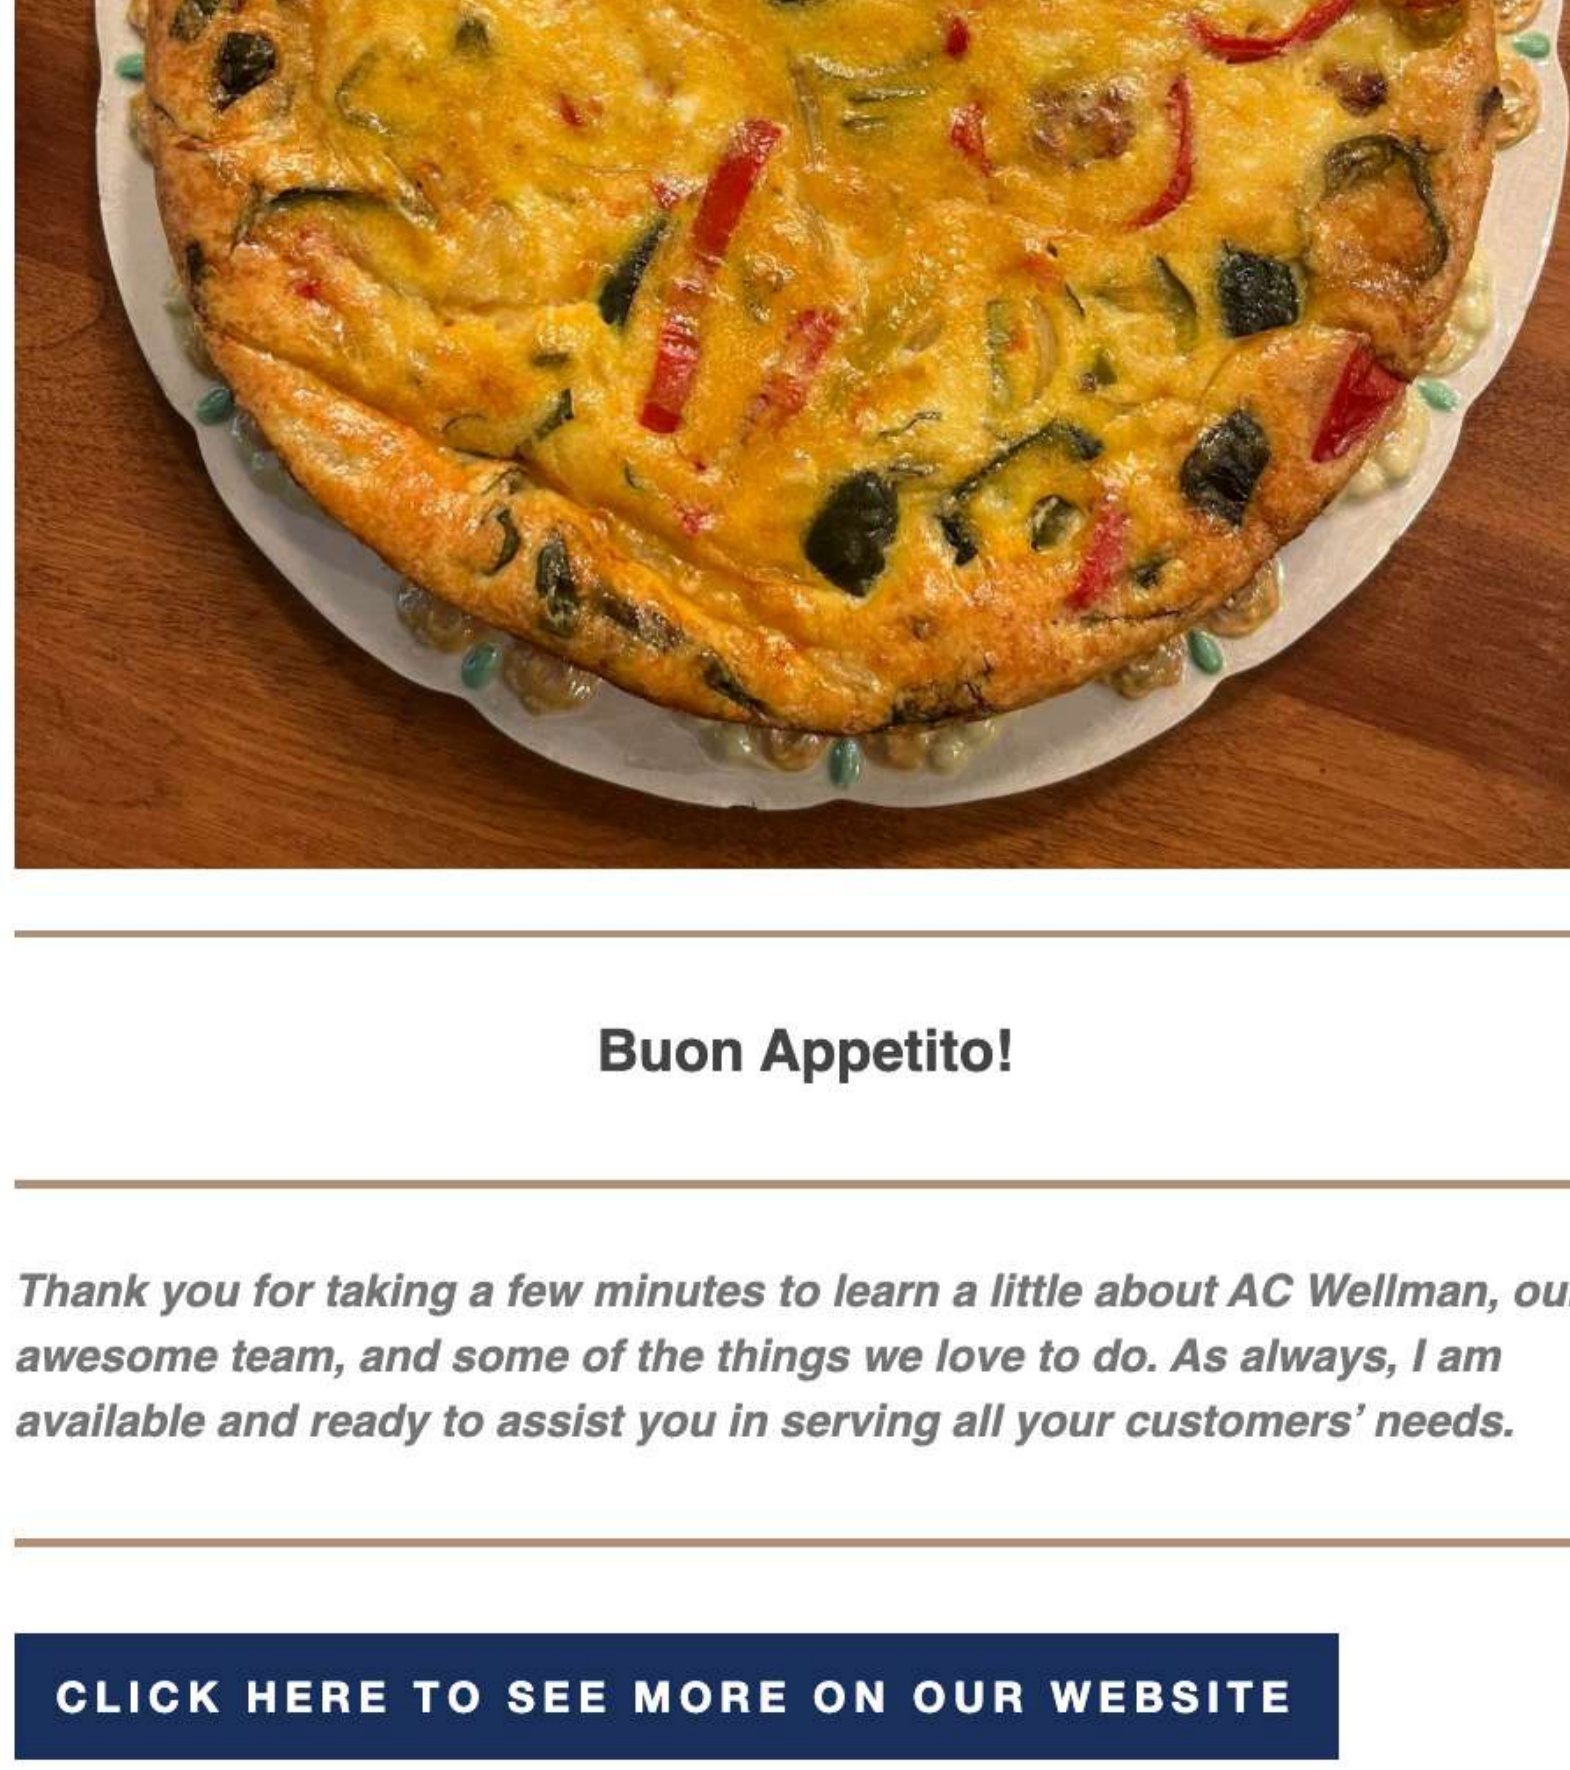 Buon Appetito!
Thank you for taking a few minutes to learn a little about AC Wellman,
awesome team, and some of the things we love to do. As always, I am
available and ready to assist you in serving all your customers’ needs.
CLICK HERE TO SEE MORE ON OUR WEBSITE